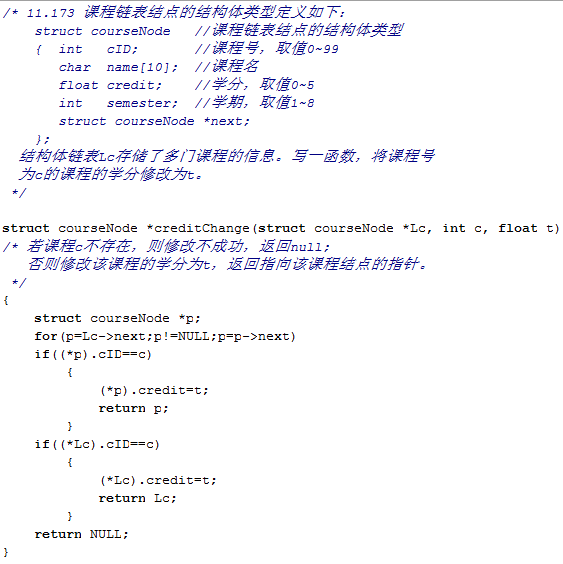 /* 11.173 课程链表结点的结构体类型定义如下:
struct courseNode //课程链表结点的结构体类型
{ int cID; //课程号，取值0~99
char name[10]; //课程名
float credit; //学分，取值0~5
int semester; //学期，取值1~8
struct courseNode *next;
};
结构体链表Lc存储了多门课程的信息。写一函数，将课程号
为c的课程的学分修改为t。
*/
struct courseNode *creditChange(struct courseNode *Lc, int c, float t)
/* 若课程c不存在，则修改不成功，返回null;
否则修改该课程的学分为t，返回指向该课程结点的指针。
*/
{
struct courseNode *p;
for(p=Lc->next;p!=NULL;p=p->next)
if((*p).cID==c)
{
(*p).credit=t;
return p;
}
if((*Lc).cID==c)
{
(*Lc).credit=t;
return Lc;
}
return NULL;
}